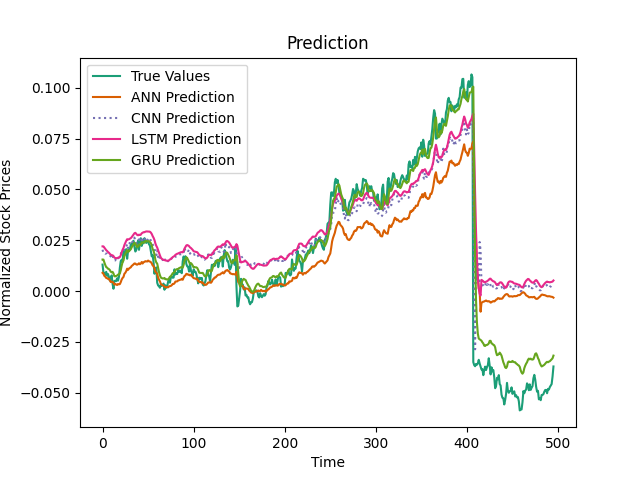 Prediction
True Values
ANN Prediction
CNN Prediction
LSTM Prediction
GRU Prediction
Normalized Stock Prices
0.100
0.075
0.050
0.025
0.000
−0.025
−0.050
0 100 200 300 400 500
Time